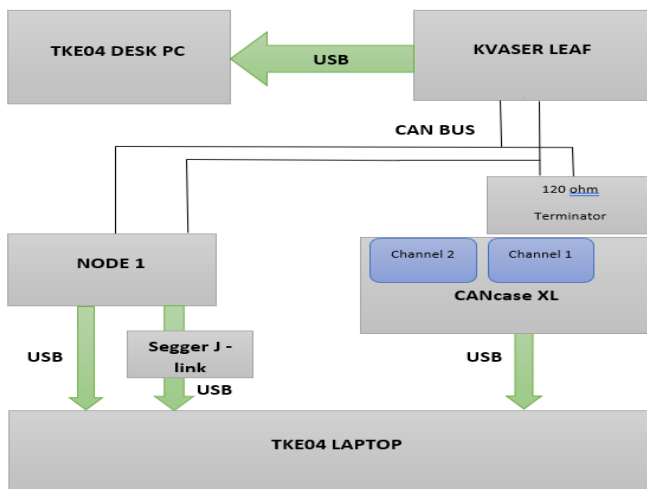 TKE04 DESK PC
USB
KVASER LEAF
CAN BUS
120 ohm
Terminator
NODE 1
Channel 2
Channel 1
CANcase XL
USB
Segger J -
link
USB
USB
TKE04 LAPTOP